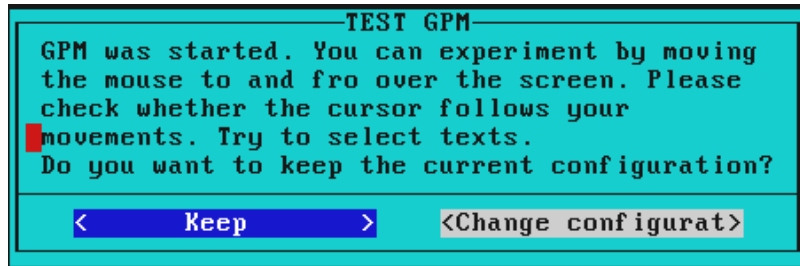 TEST GPM
GPM was started. You can experiment by moving
the mouse to and fro over the screen. Please
check whether the cursor follows your
movements. Try to select texts.
Do you want to keep the current configuration?
< Keep > <Change configurat>